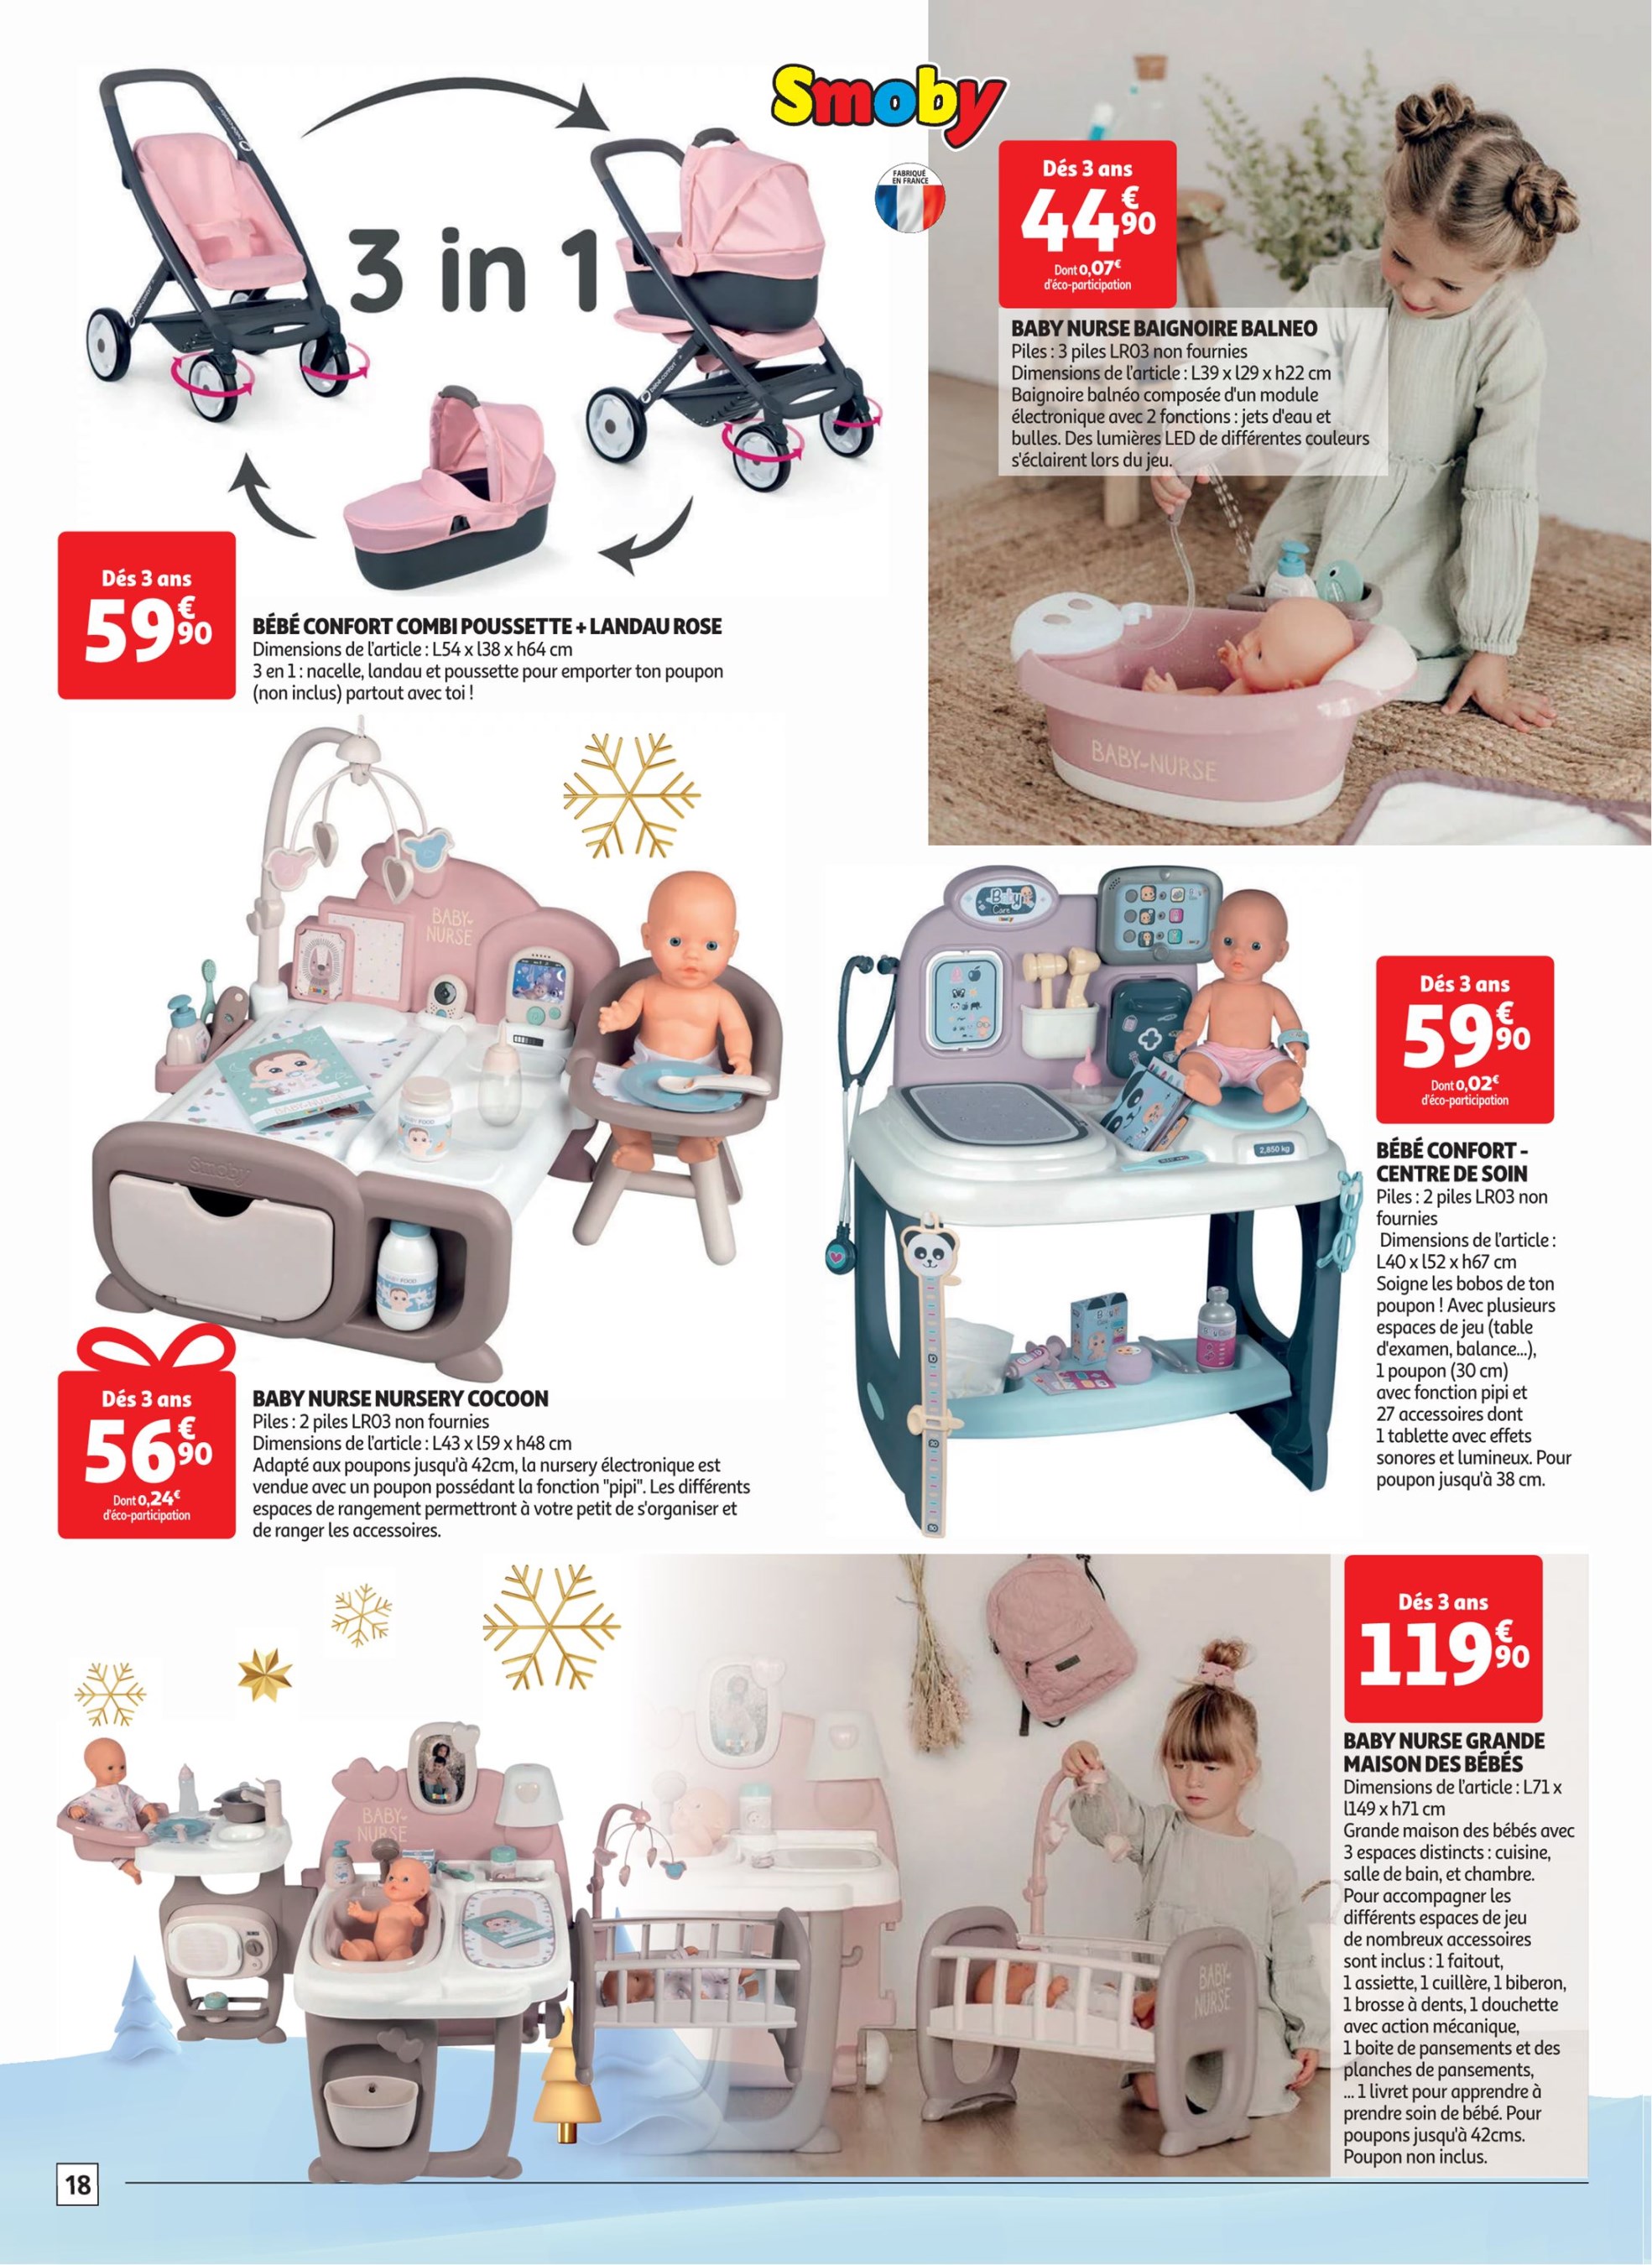 Smoby
FABRIQUÉ
EN FRANCE
3 in 1
Dés 3 ans
44€90
Dont 0,07€
d'éco-participation
BABY NURSE BAIGNOIRE BALNEO
Piles : 3 piles LR03 non fournies
Dimensions de l'article : L39 x l29 x h22 cm
Baignoire balnéo composée d'un module
électronique avec 2 fonctions : jets d'eau et
bulles. Des lumières LED de différentes couleurs
s'éclairent lors du jeu.
BABY-NURSE
Dés 3 ans
59€90
BÉBÉ CONFORT COMBI POUSSETTE + LANDAU ROSE
Dimensions de l'article : L54 x l38 x h64 cm
3 en 1 : nacelle, landau et poussette pour emporter ton poupon
(non inclus) partout avec toi !
BABY-
NURSE
Smoby
Baby
Care
2,850 kg
Dés 3 ans
59€90
Dont 0,02€
d'éco-participation
BÉBÉ CONFORT -
CENTRE DE SOIN
Piles : 2 piles LR03 non
fournies
Dimensions de l'article :
L40 x l52 x h67 cm
Soigne les bobos de ton
poupon ! Avec plusieurs
espaces de jeu (table
d'examen, balance...),
1 poupon (30 cm)
avec fonction pipi et
27 accessoires dont
1 tablette avec effets
sonores et lumineux. Pour
poupon jusqu'à 38 cm.
Dés 3 ans
56€90
Dont 0,24€
d'éco-participation
BABY NURSE NURSERY COCOON
Piles : 2 piles LR03 non fournies
Dimensions de l'article : L43 x l59 x h48 cm
Adapté aux poupons jusqu'à 42cm, la nursery électronique est
vendue avec un poupon possédant la fonction "pipi". Les différents
espaces de rangement permettront à votre petit de s'organiser et
de ranger les accessoires.
BABY-
NURSE
BABY-
NURSE
Dés 3 ans
119€90
BABY NURSE GRANDE
MAISON DES BÉBÉS
Dimensions de l'article : L71 x
l149 x h71 cm
Grande maison des bébés avec
3 espaces distincts : cuisine,
salle de bain, et chambre.
Pour accompagner les
différents espaces de jeu
de nombreux accessoires
sont inclus : 1 faitout,
1 assiette, 1 cuillère, 1 biberon,
1 brosse à dents, 1 douchette
avec action mécanique,
1 boite de pansements et des
planches de pansements,
... 1 livret pour apprendre à
prendre soin de bébé. Pour
poupons jusqu'à 42cms.
Poupon non inclus.
18